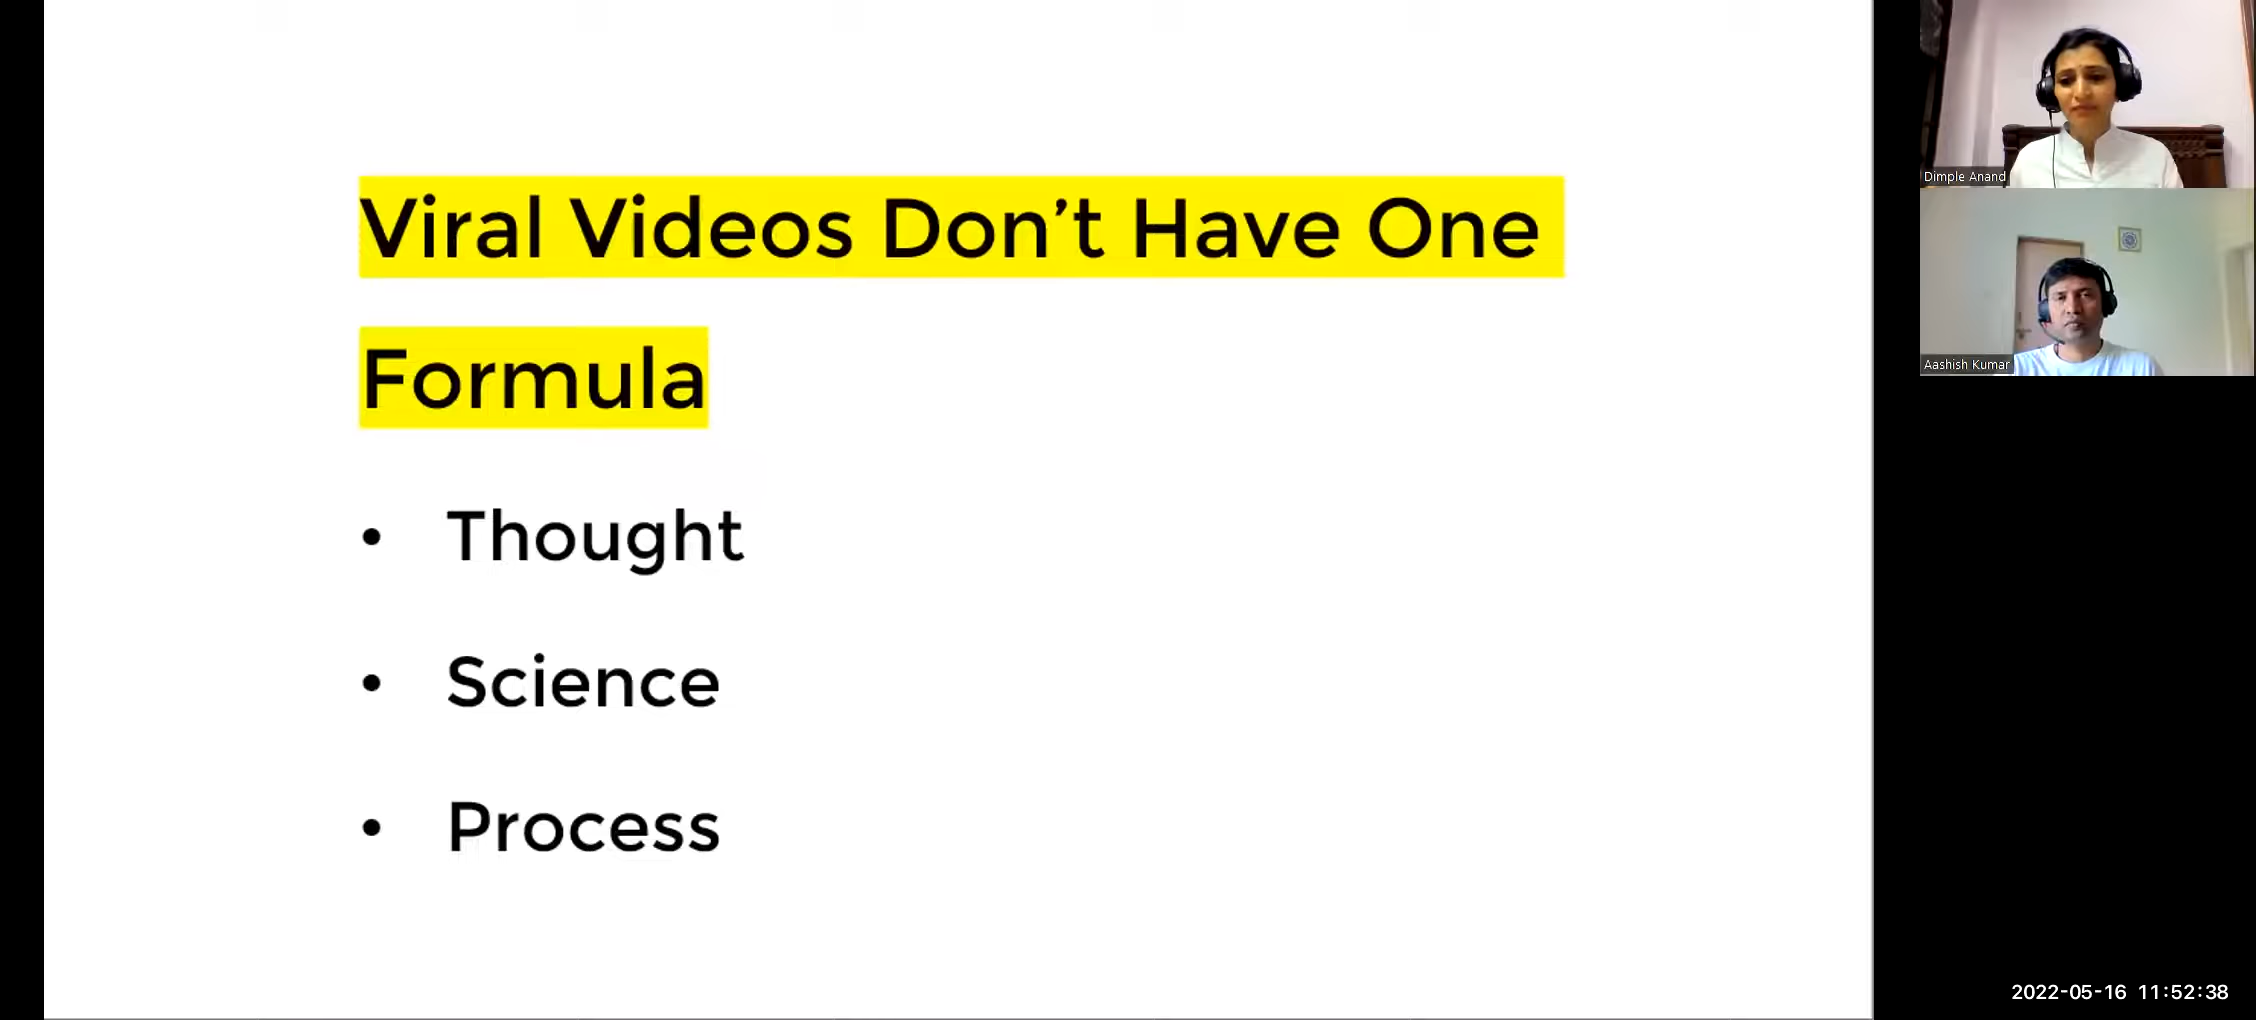 Viral Videos Don’t Have One
Formula
• Thought
• Science
• Process
Dimple Anand
Aashish Kumar
2022-05-16 11:52:38